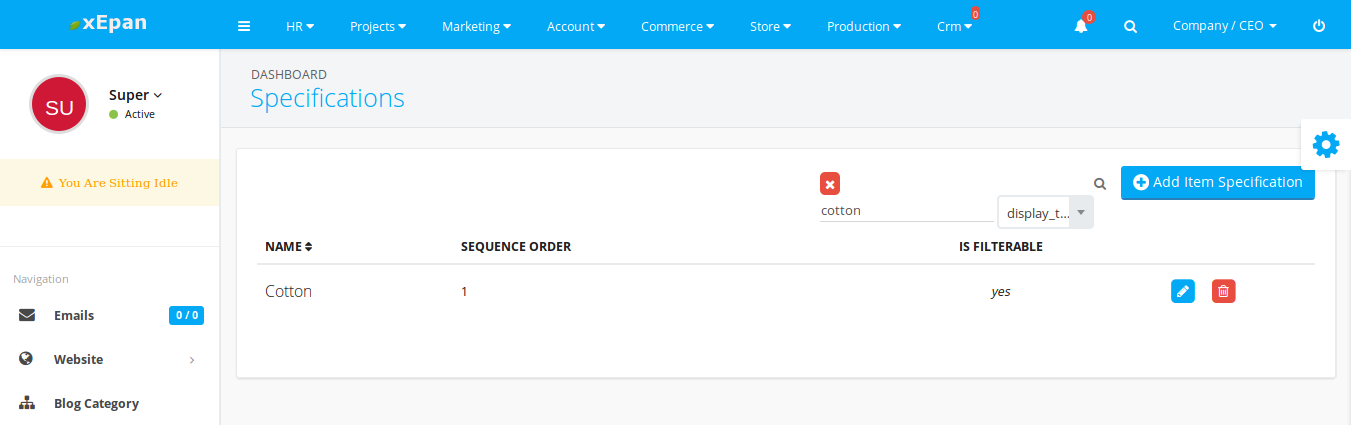 xEpan
HR Projects Marketing Account Commerce Store Production Crm 0 0 Company / CEO
SU
Super
Active
You Are Sitting Idle
Navigation
Emails 0 / 0
Website
Blog Category
DASHBOARD
Specifications
Add Item Specification
cotton display_t...
NAME SEQUENCE ORDER IS FILTERABLE
Cotton 1 yes